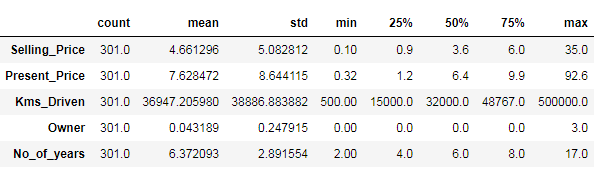 count mean std min 25% 50% 75% max
Selling_Price 301.0 4.661296 5.082812 0.10 0.9 3.6 6.0 35.0
Present_Price 301.0 7.628472 8.644115 0.32 1.2 6.4 9.9 92.6
Kms_Driven 301.0 36947.205980 38886.883882 500.00 15000.0 32000.0 48767.0 500000.0
Owner 301.0 0.043189 0.247915 0.00 0.0 0.0 0.0 3.0
No_of_years 301.0 6.372093 2.891554 2.00 4.0 6.0 8.0 17.0